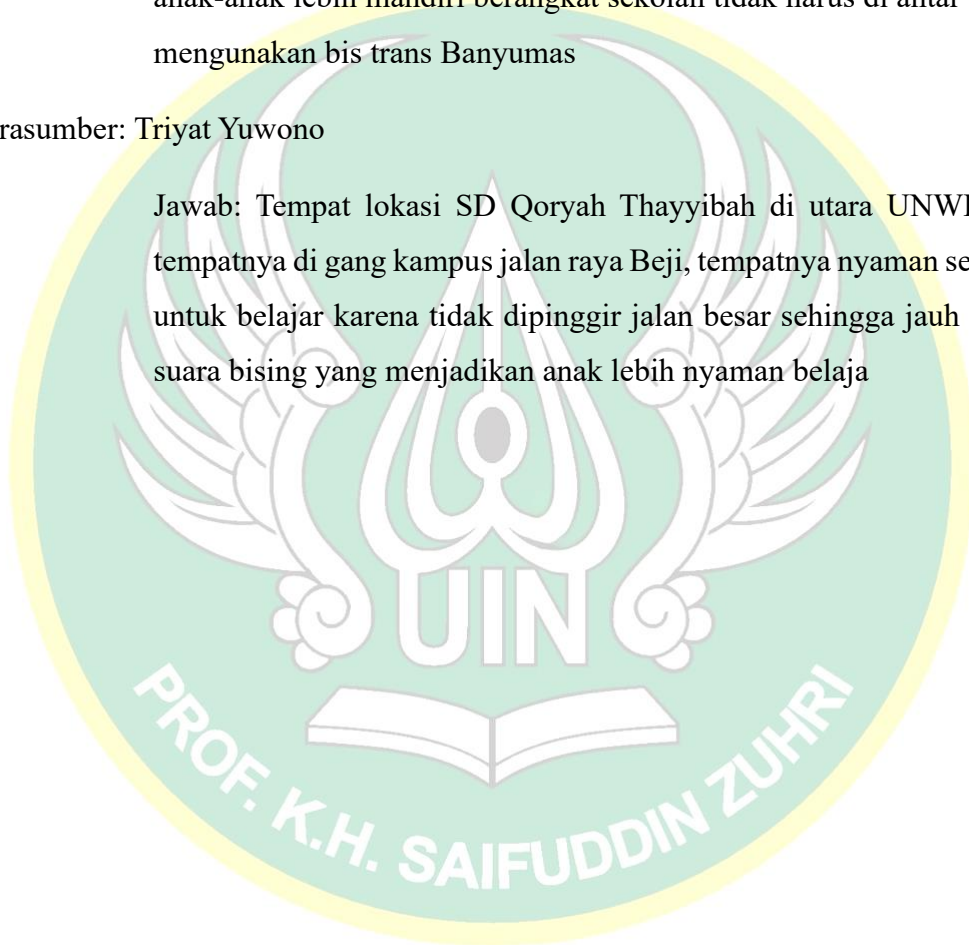 anak-anak lebih mandiri berangkat sekolah tidak harus di antar
mengunakan bis trans Banyumas
rasumber: Triyat Yuwono
Jawab: Tempat lokasi SD Qoryah Thayyibah di utara UNWI
tempatnya di gang kampus jalan raya Beji, tempatnya nyaman se
untuk belajar karena tidak dipinggir jalan besar sehingga jauh
suara bising yang menjadikan anak lebih nyaman belaja
UIN
PROF. K.H. SAIFUDDIN ZUHRI